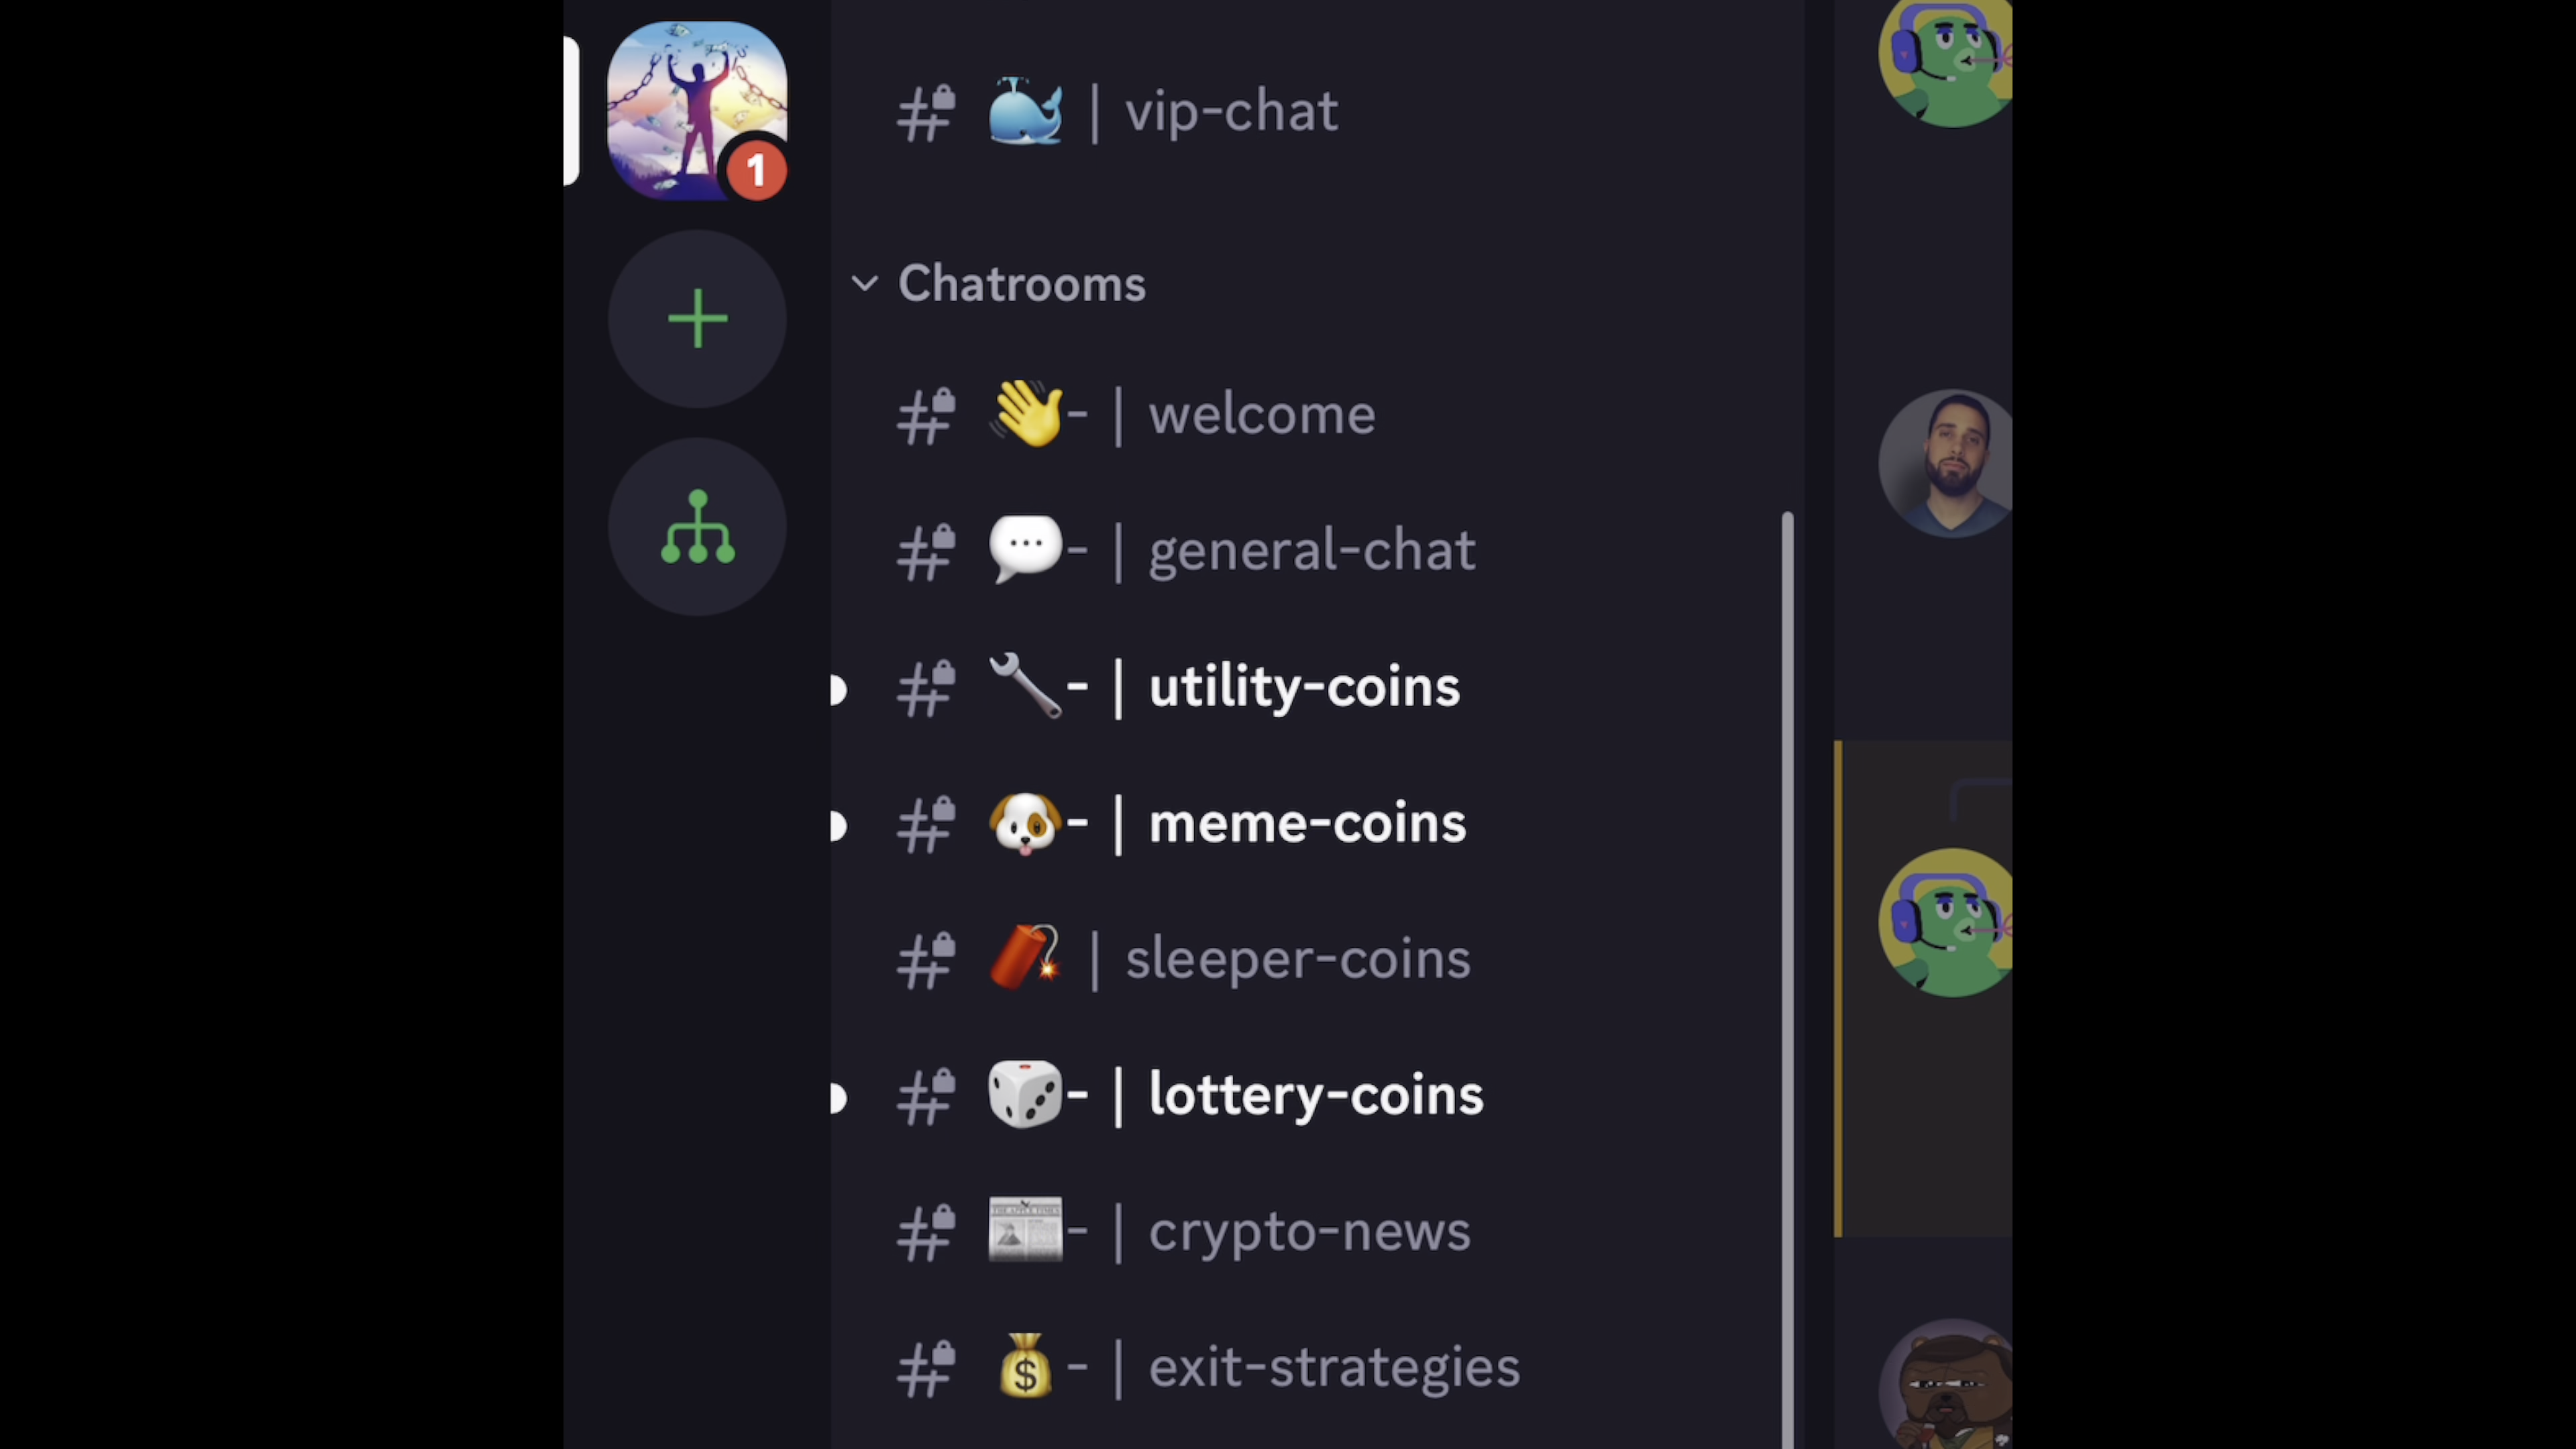 # 🐳 | vip-chat
1
Chatrooms
# 👋- | welcome
# 💬- | general-chat
# 🔧- | utility-coins
# 🐶- | meme-coins
# 🧨 | sleeper-coins
# 🎲- | lottery-coins
# 📰- | crypto-news
# 💰- | exit-strategies